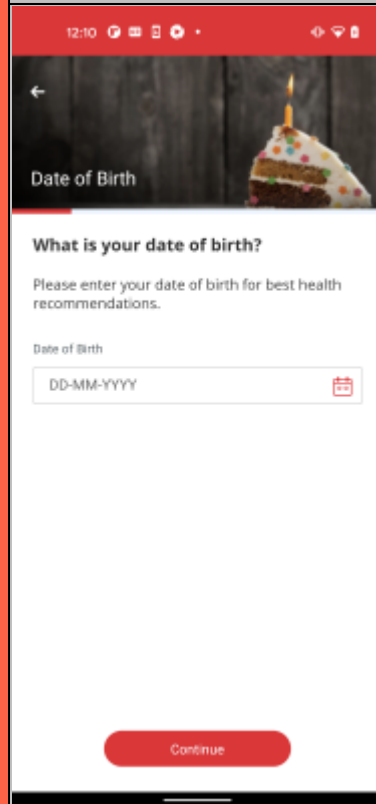 12:10
Date of Birth
What is your date of birth?
Please enter your date of birth for best health
recommendations.
Date of Birth
DD-MM-YYYY
Continue